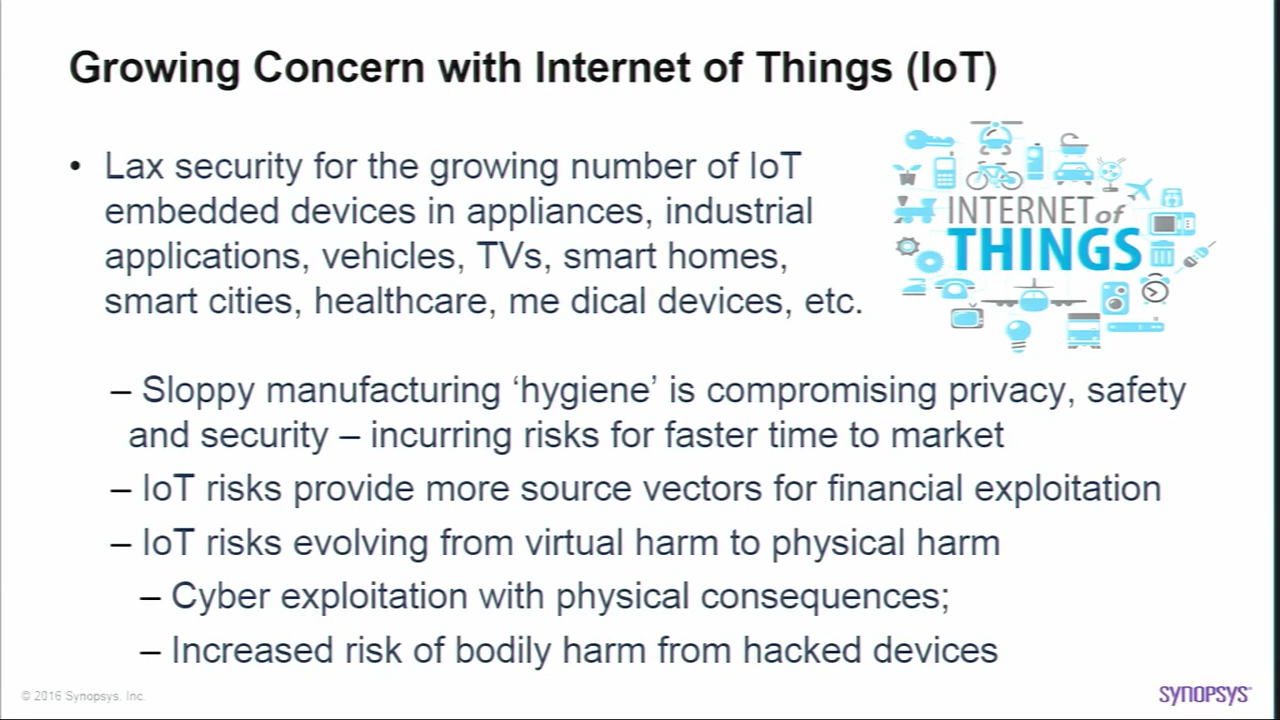 Growing Concern with Internet of Things (IoT)
• Lax security for the growing number of IoT
embedded devices in appliances, industrial
applications, vehicles, TVs, smart homes,
smart cities, healthcare, me dical devices, etc.
INTERNET of
THINGS
– Sloppy manufacturing ‘hygiene’ is compromising privacy, safety
and security – incurring risks for faster time to market
– IoT risks provide more source vectors for financial exploitation
– IoT risks evolving from virtual harm to physical harm
– Cyber exploitation with physical consequences;
– Increased risk of bodily harm from hacked devices
© 2016 Synopsys, Inc.
SYNOPSYS